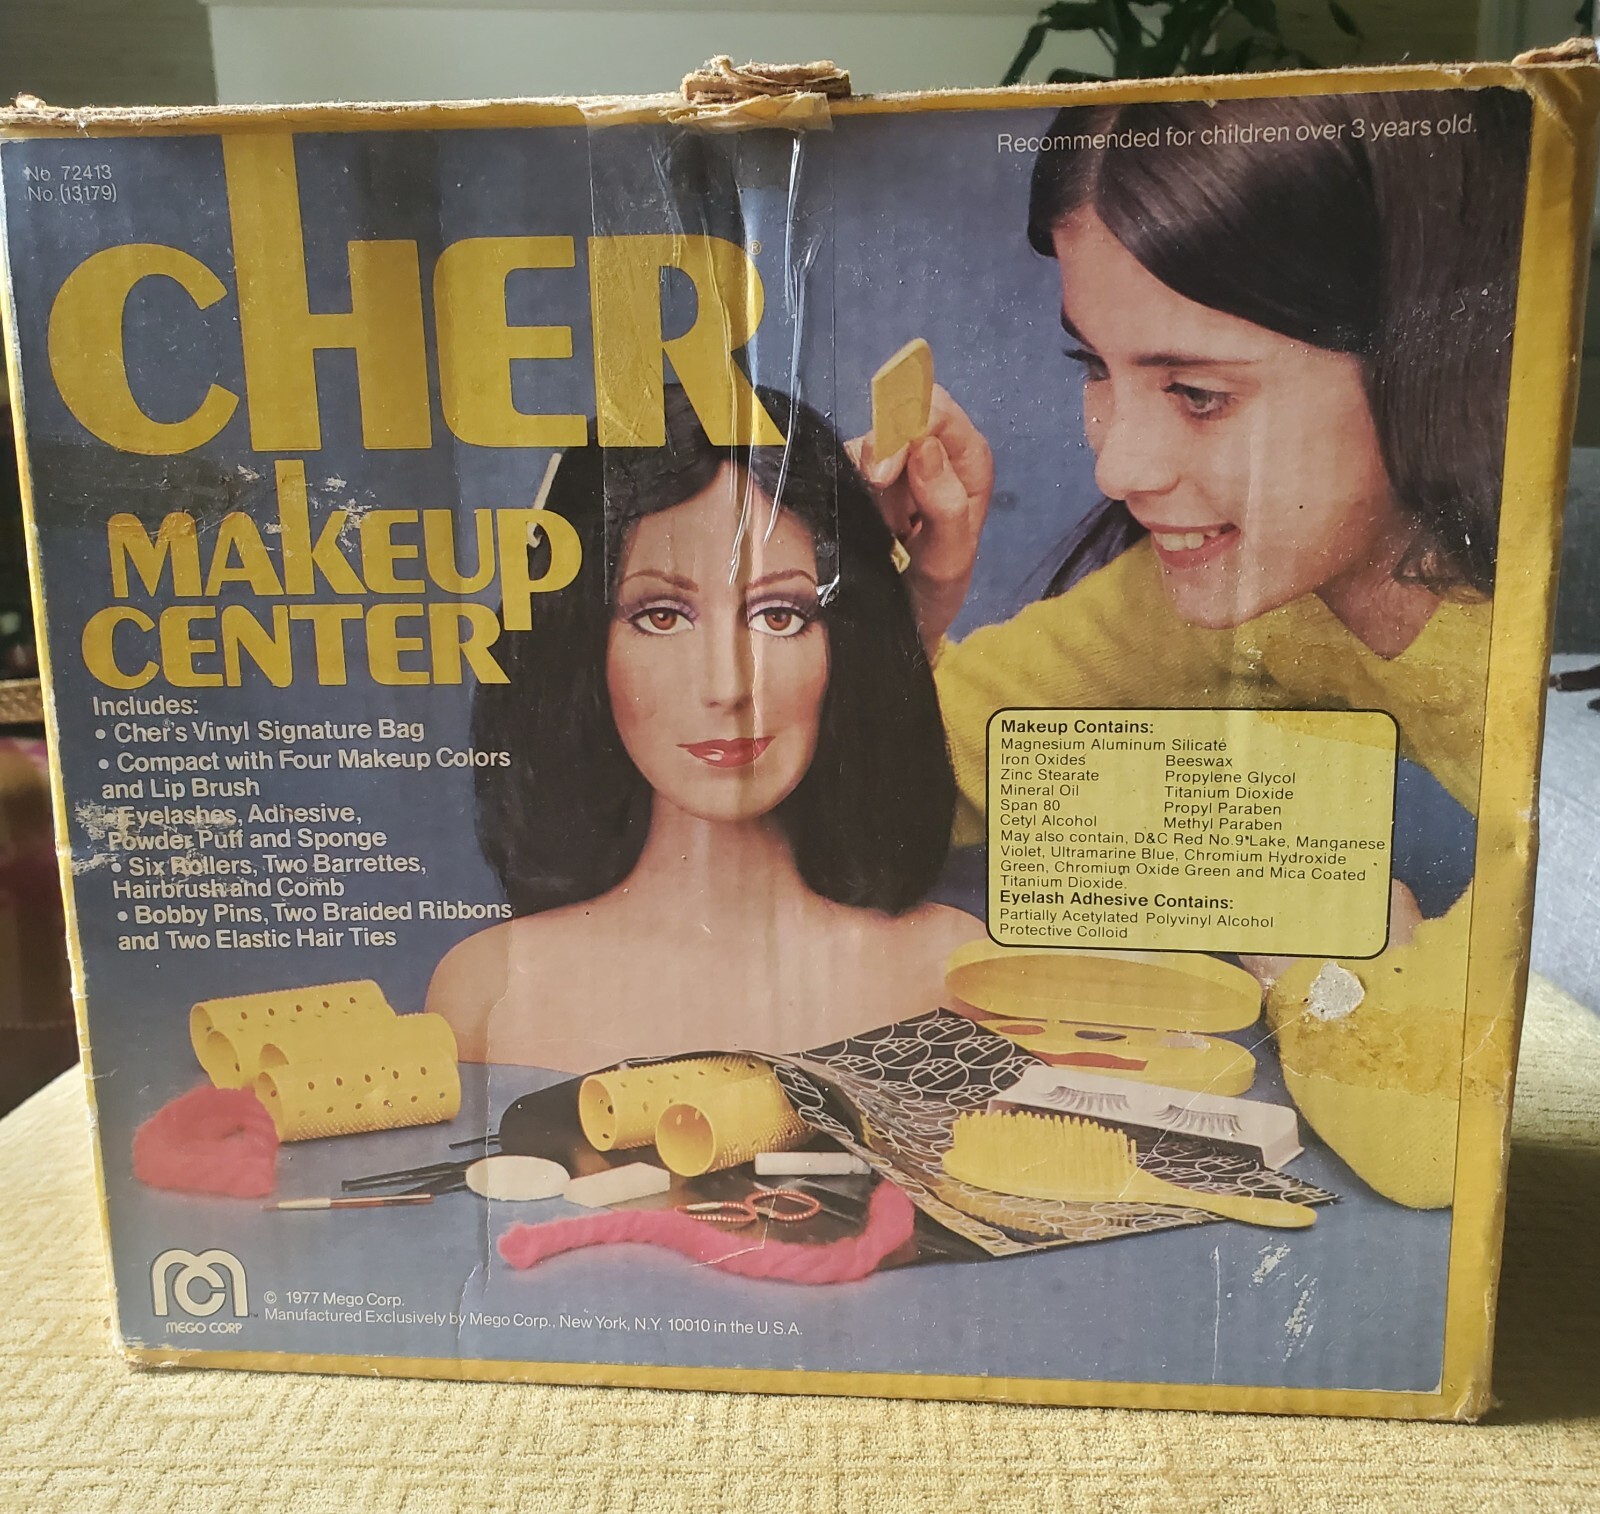 No. 72413
No. (13179)
Recommended for children over 3 years old.
CHER®
MAKEUP
CENTER
Includes:
• Cher's Vinyl Signature Bag
• Compact with Four Makeup Colors
and Lip Brush
• Eyelashes, Adhesive,
Powder Puff and Sponge
• Six Rollers, Two Barrettes,
Hairbrush and Comb
• Bobby Pins, Two Braided Ribbons
and Two Elastic Hair Ties
Makeup Contains:
Magnesium Aluminum Silicate
Iron Oxides Beeswax
Zinc Stearate Propylene Glycol
Mineral Oil Titanium Dioxide
Span 80 Propyl Paraben
Cetyl Alcohol Methyl Paraben
May also contain, D&C Red No.9 Lake, Manganese
Violet, Ultramarine Blue, Chromium Hydroxide
Green, Chromium Oxide Green and Mica Coated
Titanium Dioxide.
Eyelash Adhesive Contains:
Partially Acetylated Polyvinyl Alcohol
Protective Colloid
MEGO CORP
© 1977 Mego Corp.
Manufactured Exclusively by Mego Corp., New York, N.Y. 10010 in the U.S.A.